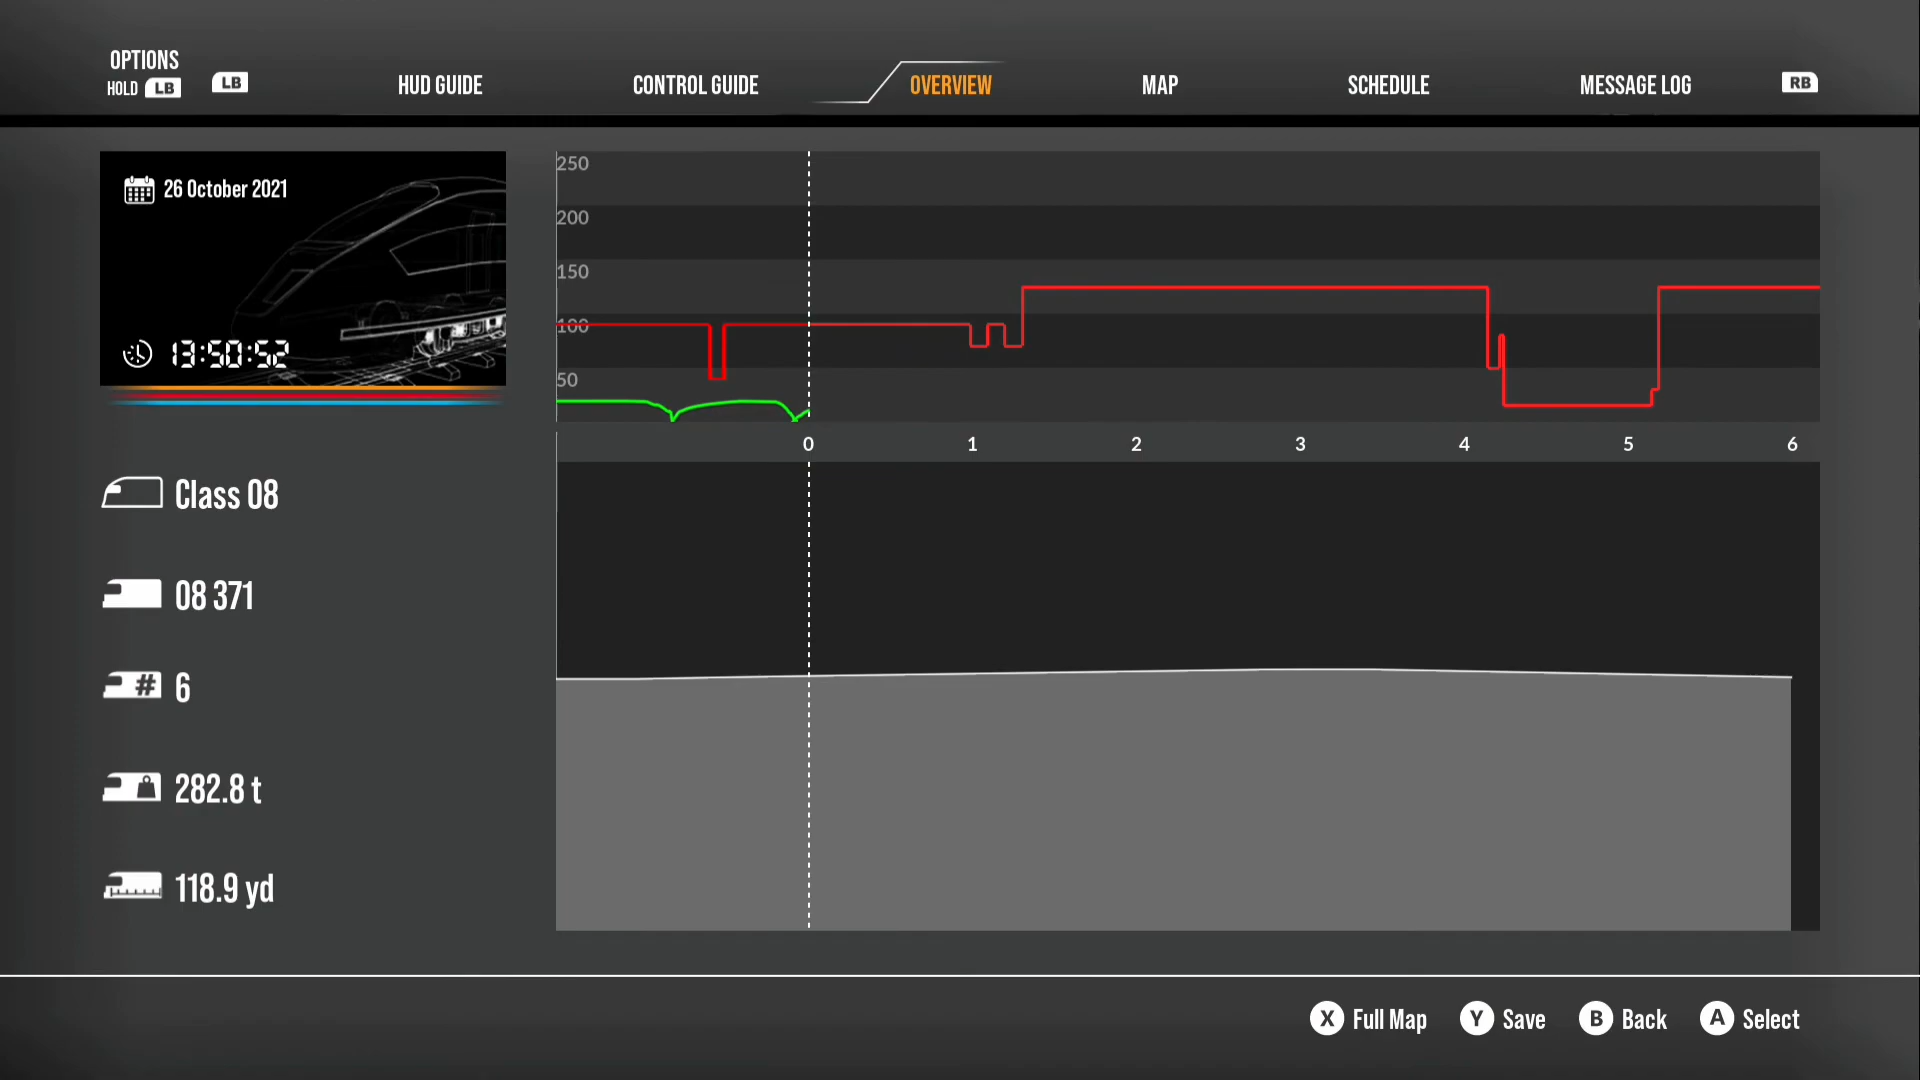 OPTIONS
HOLD LB
LB
HUD GUIDE
CONTROL GUIDE
OVERVIEW
MAP
SCHEDULE
MESSAGE LOG
RB
26 October 2021
13:50:52
250
200
150
100
50
0 1 2 3 4 5 6
Class 08
08 371
# 6
282.8 t
118.9 yd
X Full Map
Y Save
B Back
A Select